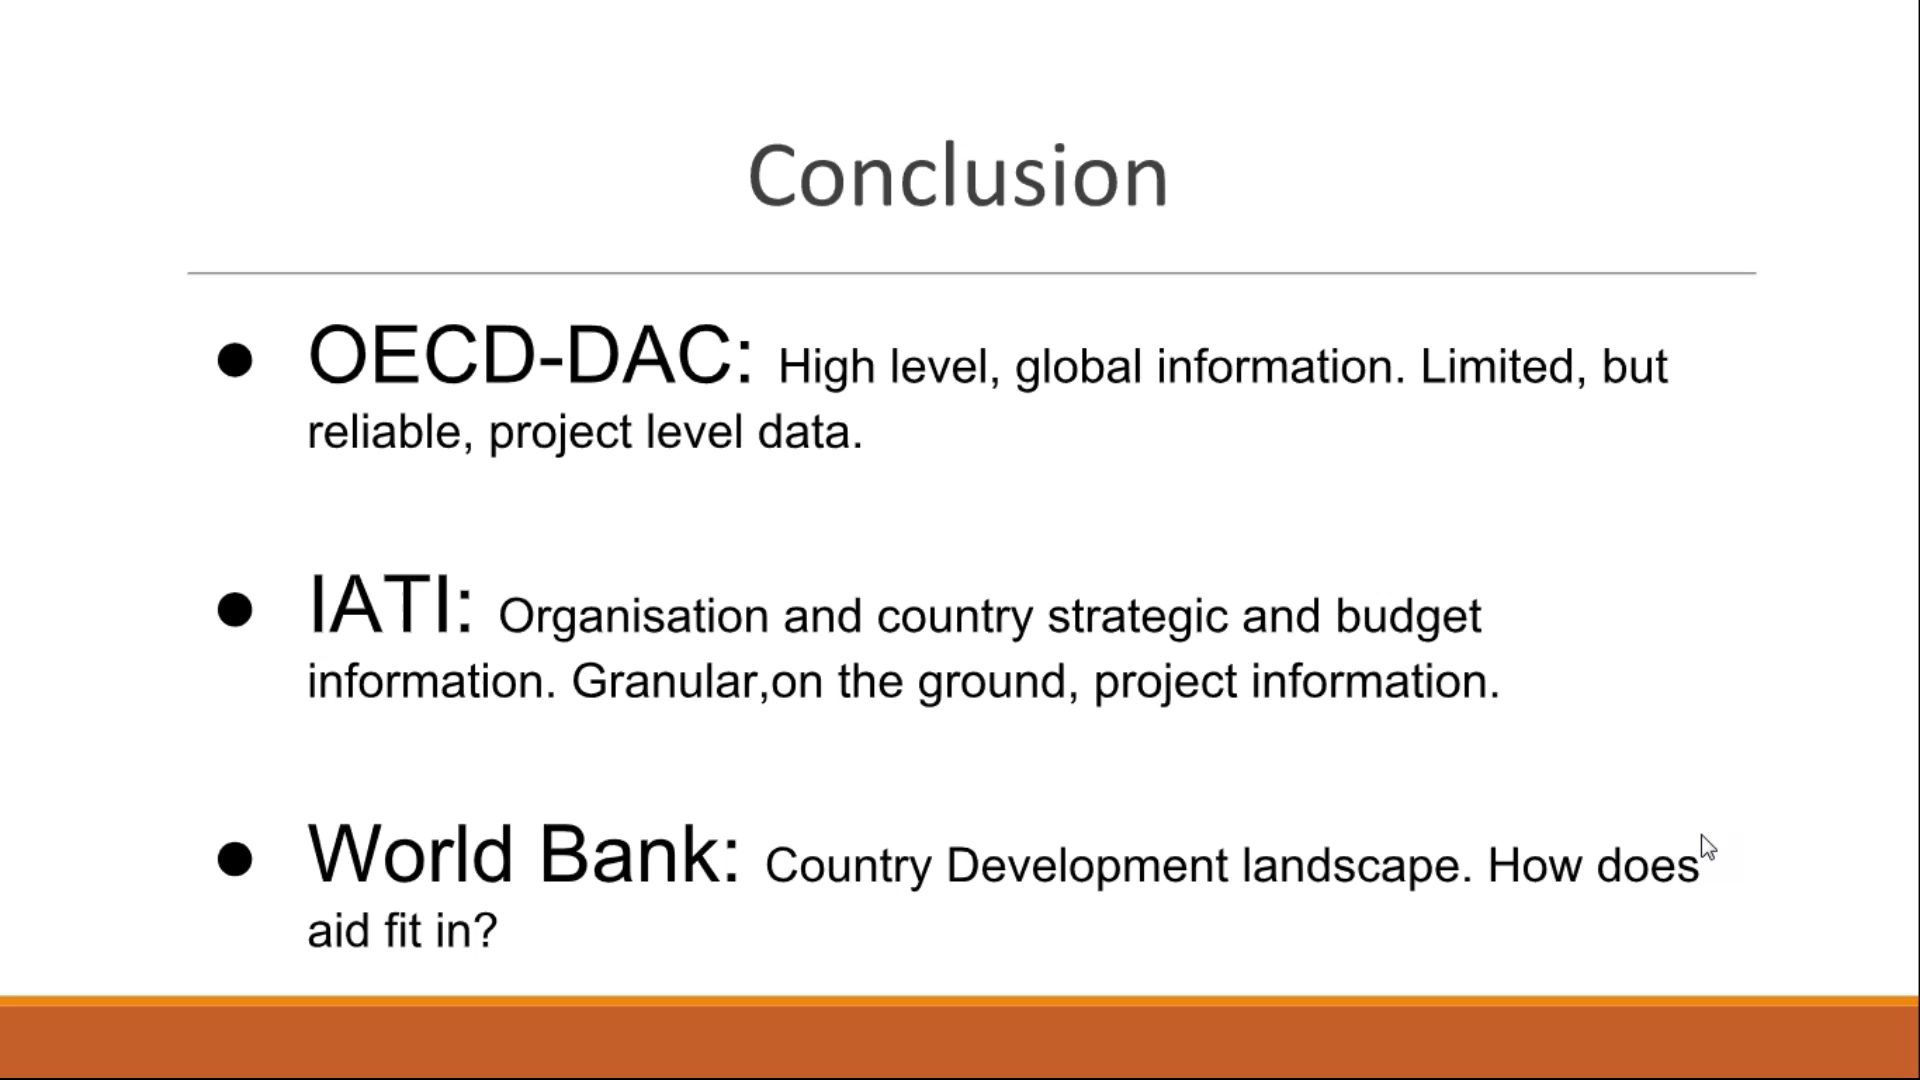 Conclusion
● OECD-DAC: High level, global information. Limited, but
reliable, project level data.
● IATI: Organisation and country strategic and budget
information. Granular,on the ground, project information.
● World Bank: Country Development landscape. How does
aid fit in?